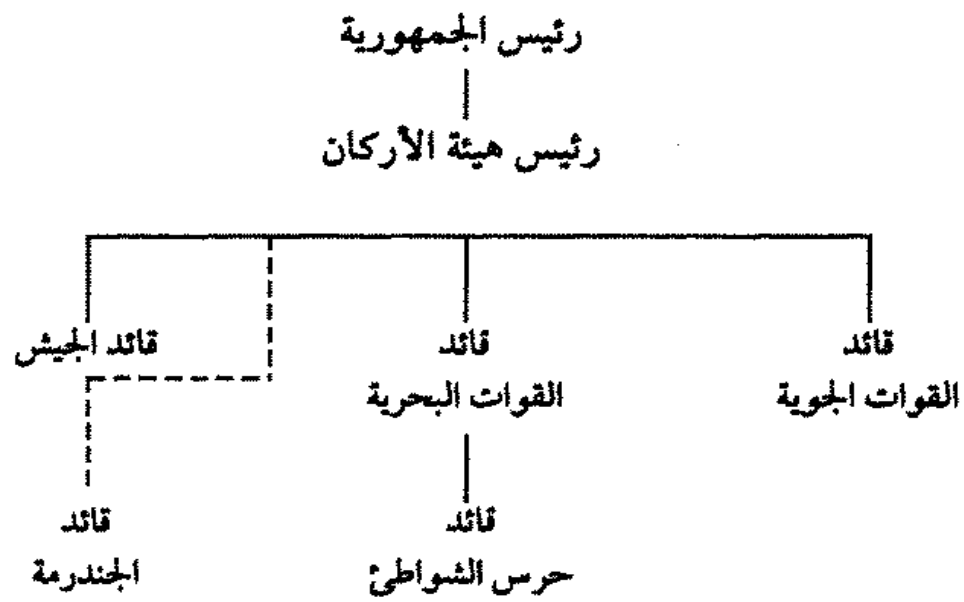 رئيس الجمهورية
رئيس هيئة الأركان
قائد
القوات الجوية
قائد
القوات البحرية
قائد الجيش
قائد
حرس الشواطئ
قائد
الجندرمة